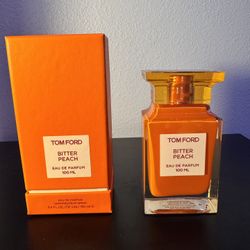 TOM FORD
BITTER
PEACH
EAU DE PARFUM
100 ML
TOM FORD
BITTER
PEACH
EAU DE PARFUM
100 ML